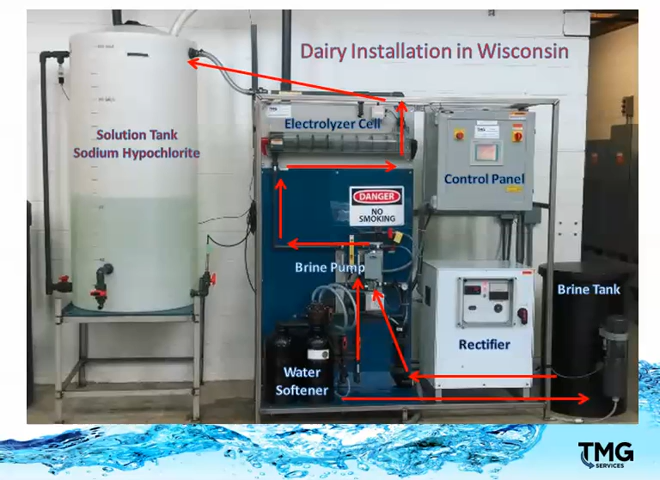 Dairy Installation in Wisconsin
Solution Tank
Sodium Hypochlorite
Electrolyzer Cell
TMG
Control Panel
DANGER
NO
SMOKING
Brine Pump
Brine Tank
Rectifier
Water
Softener
TMG
SERVICES